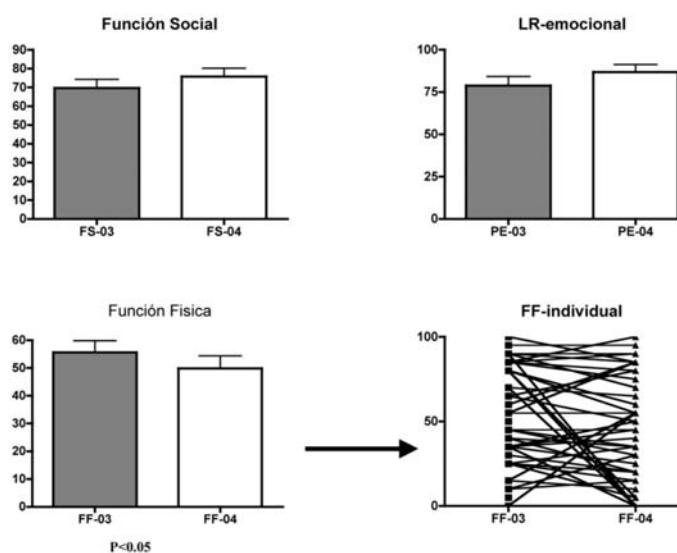 Función Social
90
80
70
60
50
40
30
20
10
0
FS-03 FS-04
LR-emocional
100
75
50
25
0
PE-03 PE-04
Función Fisica
60
50
40
30
20
10
0
FF-03 FF-04
P<0.05
FF-individual
100
50
0
FF-03 FF-04